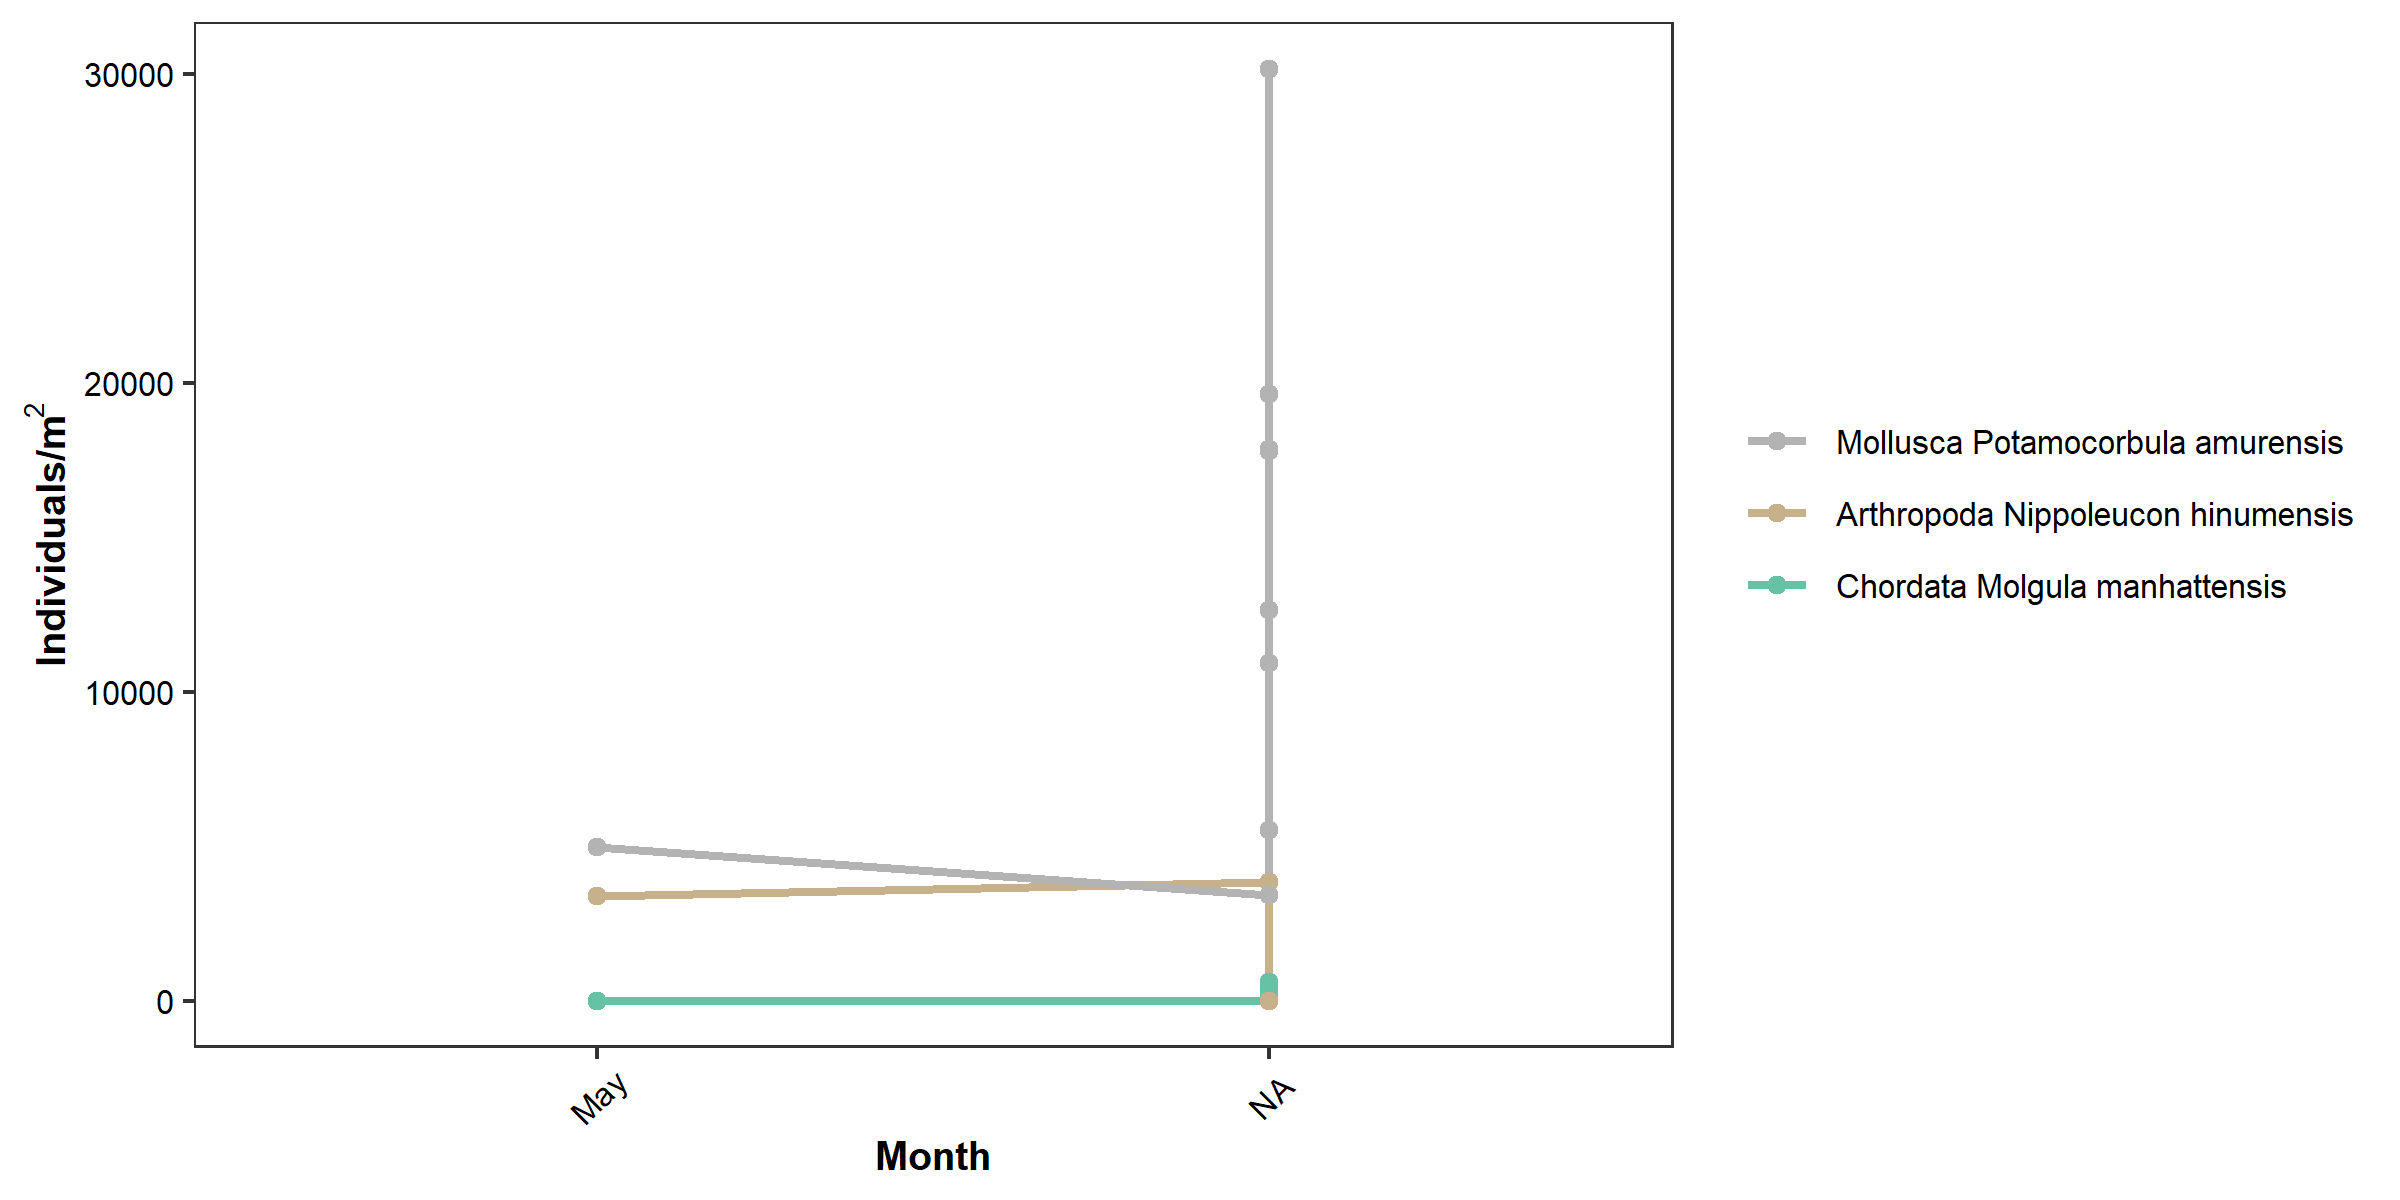 30000
20000
10000
0
Individuals/m²
May
NA
Month
Mollusca Potamocorbula amurensis
Arthropoda Nippoleucon hinumensis
Chordata Molgula manhattensis